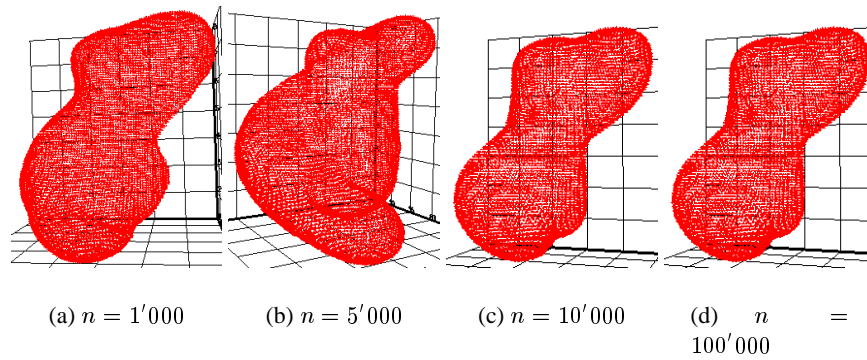 (a) n = 1′000
(b) n = 5′000
(c) n = 10′000
(d) n =
100′000